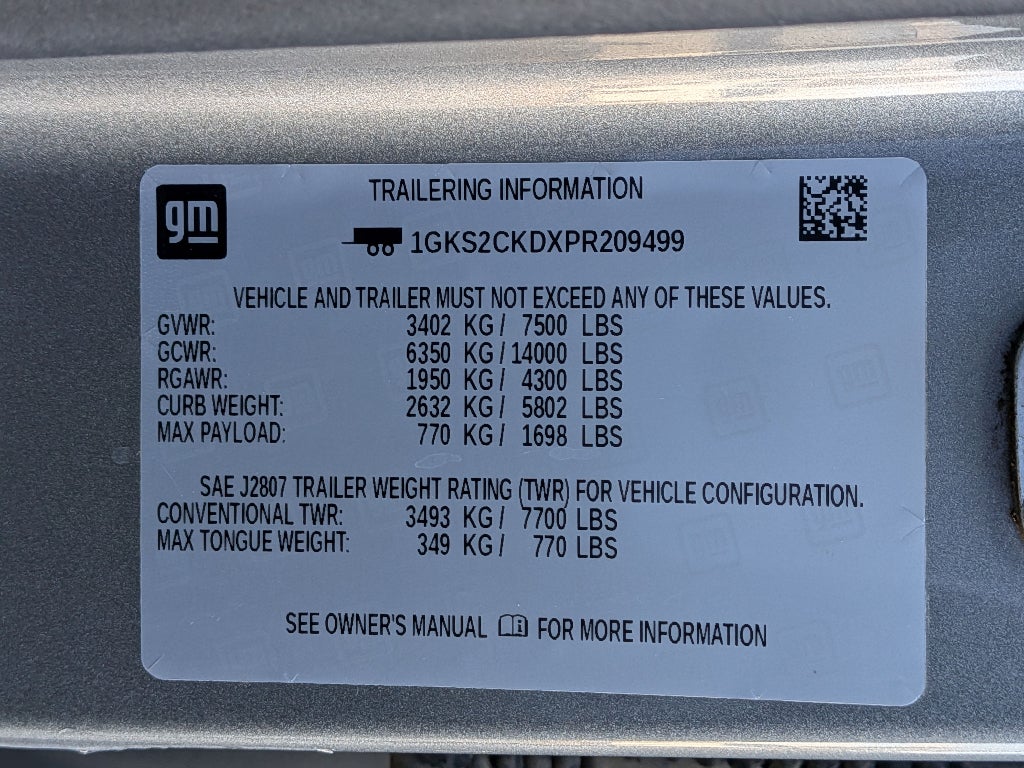 gm
TRAILERING INFORMATION
1GKS2CKDXPR209499
VEHICLE AND TRAILER MUST NOT EXCEED ANY OF THESE VALUES.
GVWR: 3402 KG / 7500 LBS
GCWR: 6350 KG / 14000 LBS
RGAWR: 1950 KG / 4300 LBS
CURB WEIGHT: 2632 KG / 5802 LBS
MAX PAYLOAD: 770 KG / 1698 LBS
SAE J2807 TRAILER WEIGHT RATING (TWR) FOR VEHICLE CONFIGURATION.
CONVENTIONAL TWR: 3493 KG / 7700 LBS
MAX TONGUE WEIGHT: 349 KG / 770 LBS
SEE OWNER'S MANUAL FOR MORE INFORMATION